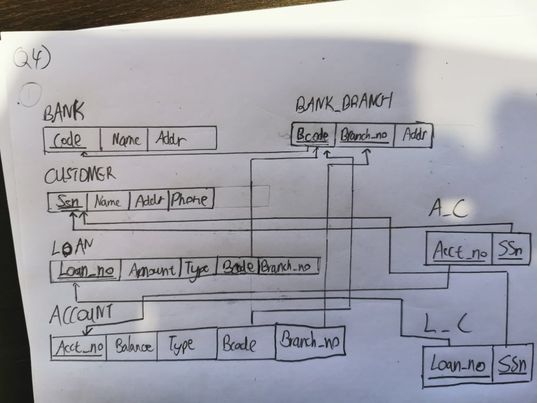 Q4)
1
BANK
Code Name Addr
BANK_BRANCH
Bcode Branch_no Addr
CUSTOMER
Ssn Name Addr Phone
A_C
Acct_no SSn
LOAN
Loan_no Amount Type Bcode Branch_no
ACCOUNT
Acct_no Balance Type Bcode Branch_no
L_C
Loan_no SSn